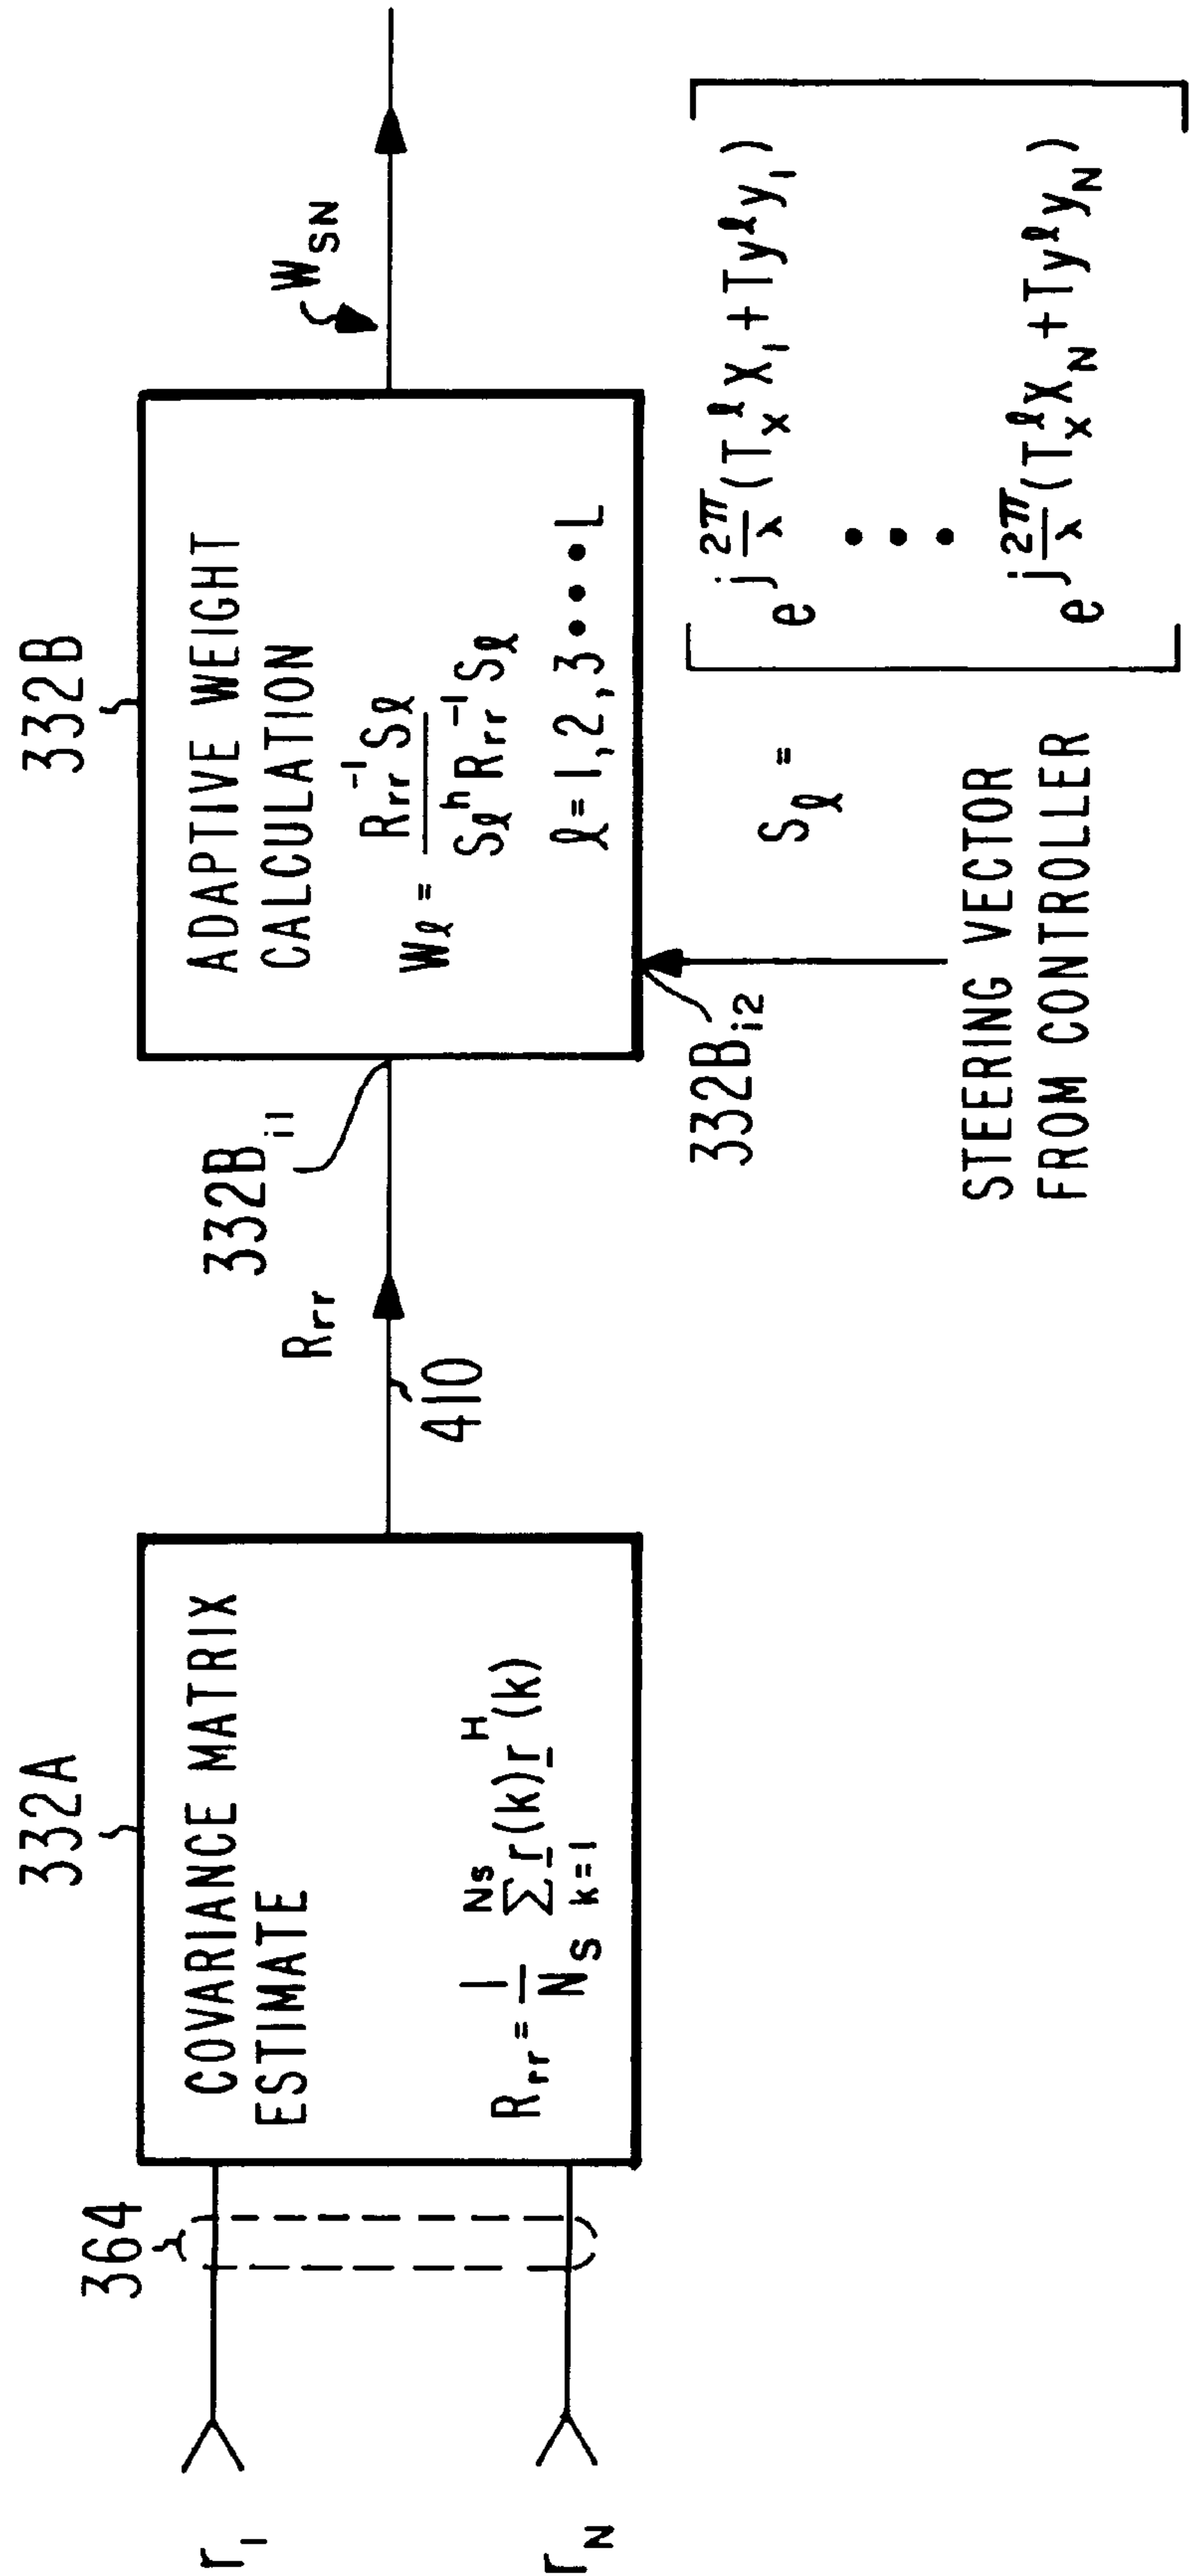 332A
332B
364
COVARIANCE MATRIX
ESTIMATE
R_rr = 1/N_S Σ_{k=1}^{N_s} r(k) r^H (k)
r_1
r_N
R_rr
410
332B_i1
ADAPTIVE WEIGHT
CALCULATION
W_ℓ = R_rr^-1 S_ℓ / S_ℓ^h R_rr^-1 S_ℓ
ℓ = 1, 2, 3 • • • L
W_SN
332B_i2
STEERING VECTOR
FROM CONTROLLER
S_ℓ =
e^{j 2π/λ (T_x^ℓ X_1 + Ty^ℓ y_1)}
• • •
e^{j 2π/λ (T_x^ℓ X_N + Ty^ℓ y_N)}